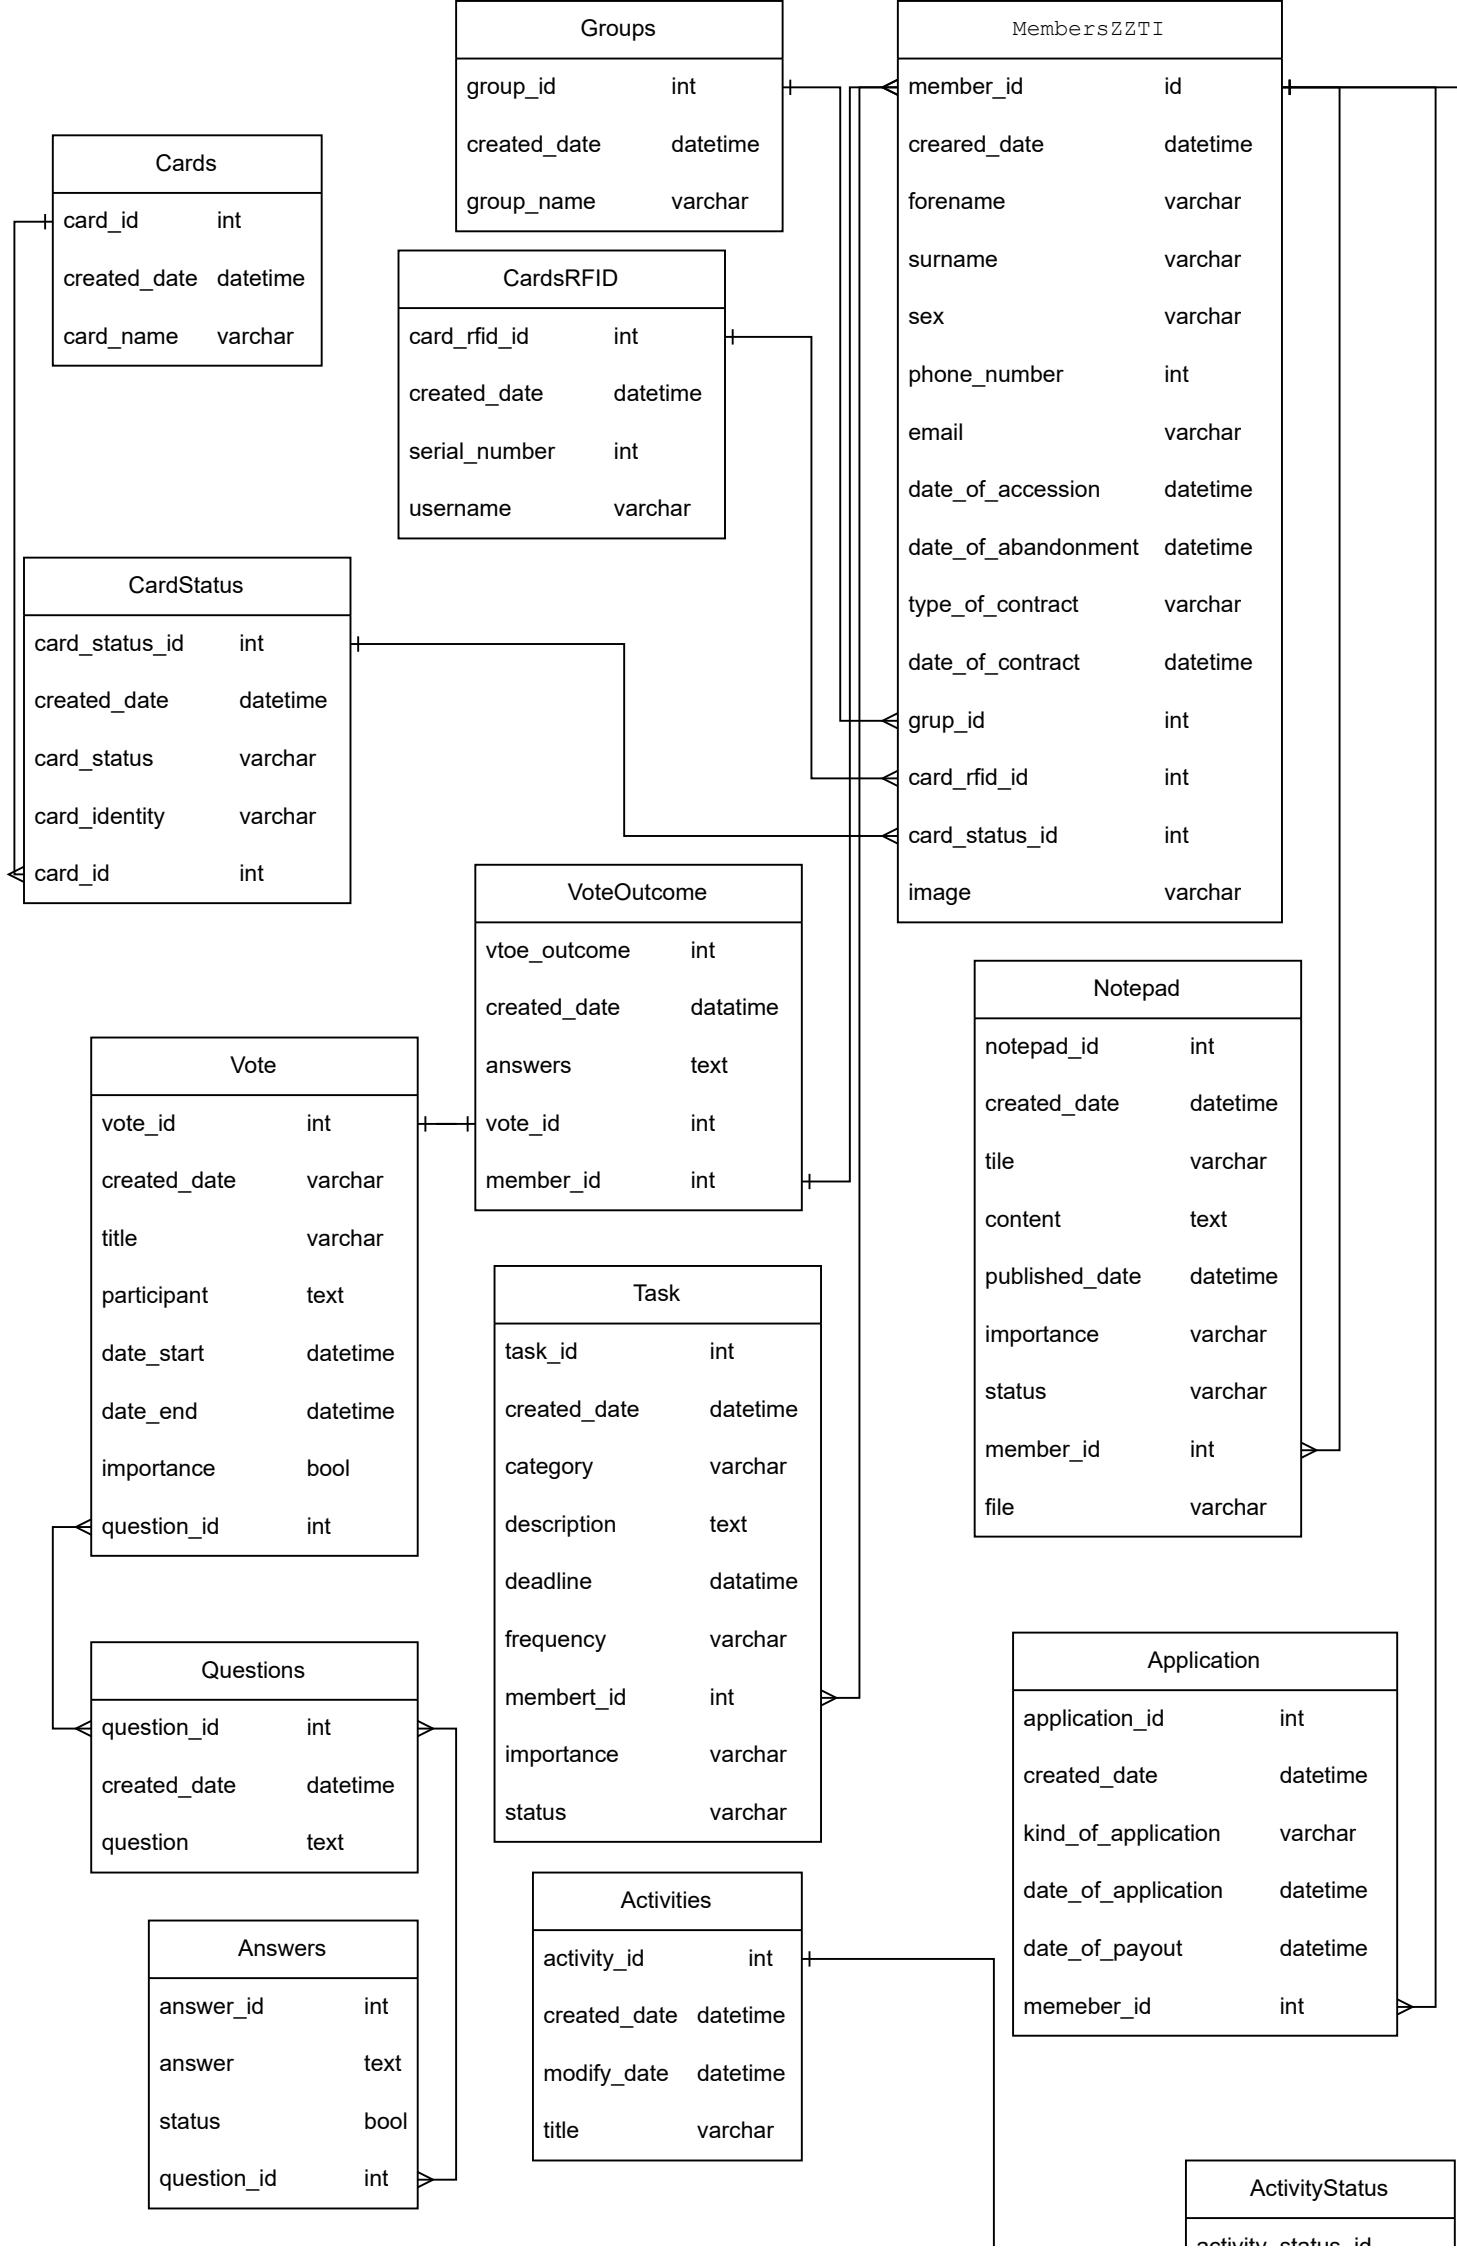 Groups
group_id int
created_date datetime
group_name varchar
MembersZZTI
member_id id
creared_date datetime
forename varchar
surname varchar
sex varchar
phone_number int
email varchar
date_of_accession datetime
date_of_abandonment datetime
type_of_contract varchar
date_of_contract datetime
grup_id int
card_rfid_id int
card_status_id int
image varchar
Cards
card_id int
created_date datetime
card_name varchar
CardsRFID
card_rfid_id int
created_date datetime
serial_number int
username varchar
CardStatus
card_status_id int
created_date datetime
card_status varchar
card_identity varchar
card_id int
VoteOutcome
vtoe_outcome int
created_date datatime
answers text
vote_id int
member_id int
Notepad
notepad_id int
created_date datetime
tile varchar
content text
published_date datetime
importance varchar
status varchar
member_id int
file varchar
Vote
vote_id int
created_date varchar
title varchar
participant text
date_start datetime
date_end datetime
importance bool
question_id int
Task
task_id int
created_date datetime
category varchar
description text
deadline datatime
frequency varchar
membert_id int
importance varchar
status varchar
Questions
question_id int
created_date datetime
question text
Application
application_id int
created_date datetime
kind_of_application varchar
date_of_application datetime
date_of_payout datetime
memeber_id int
Activities
activity_id int
created_date datetime
modify_date datetime
title varchar
Answers
answer_id int
answer text
status bool
question_id int
ActivityStatus
activity_status_id